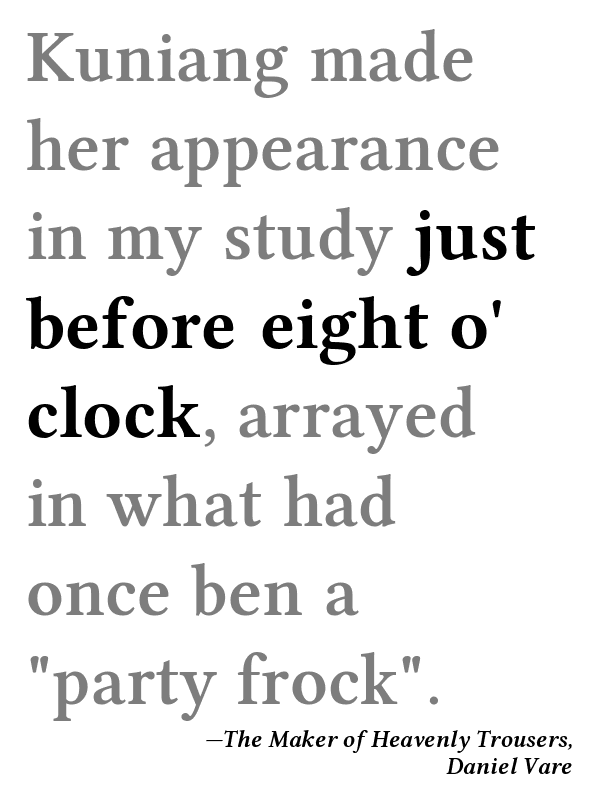 Kuniang made
her appearance
in my study just
before eight o'
clock, arrayed
in what had
once ben a
"party frock".
—The Maker of Heavenly Trousers,
Daniel Vare